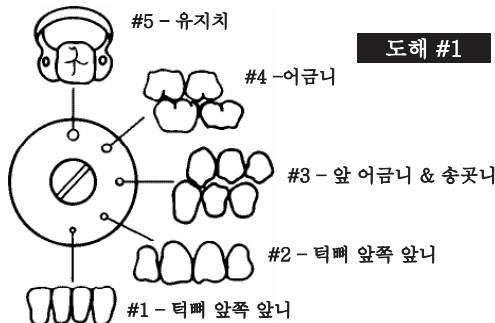 #5 – 유지치
도해 #1
#4 –어금니
#3 – 앞 어금니 & 송곳니
#2 – 턱뼈 앞쪽 앞니
#1 – 턱뼈 앞쪽 앞니